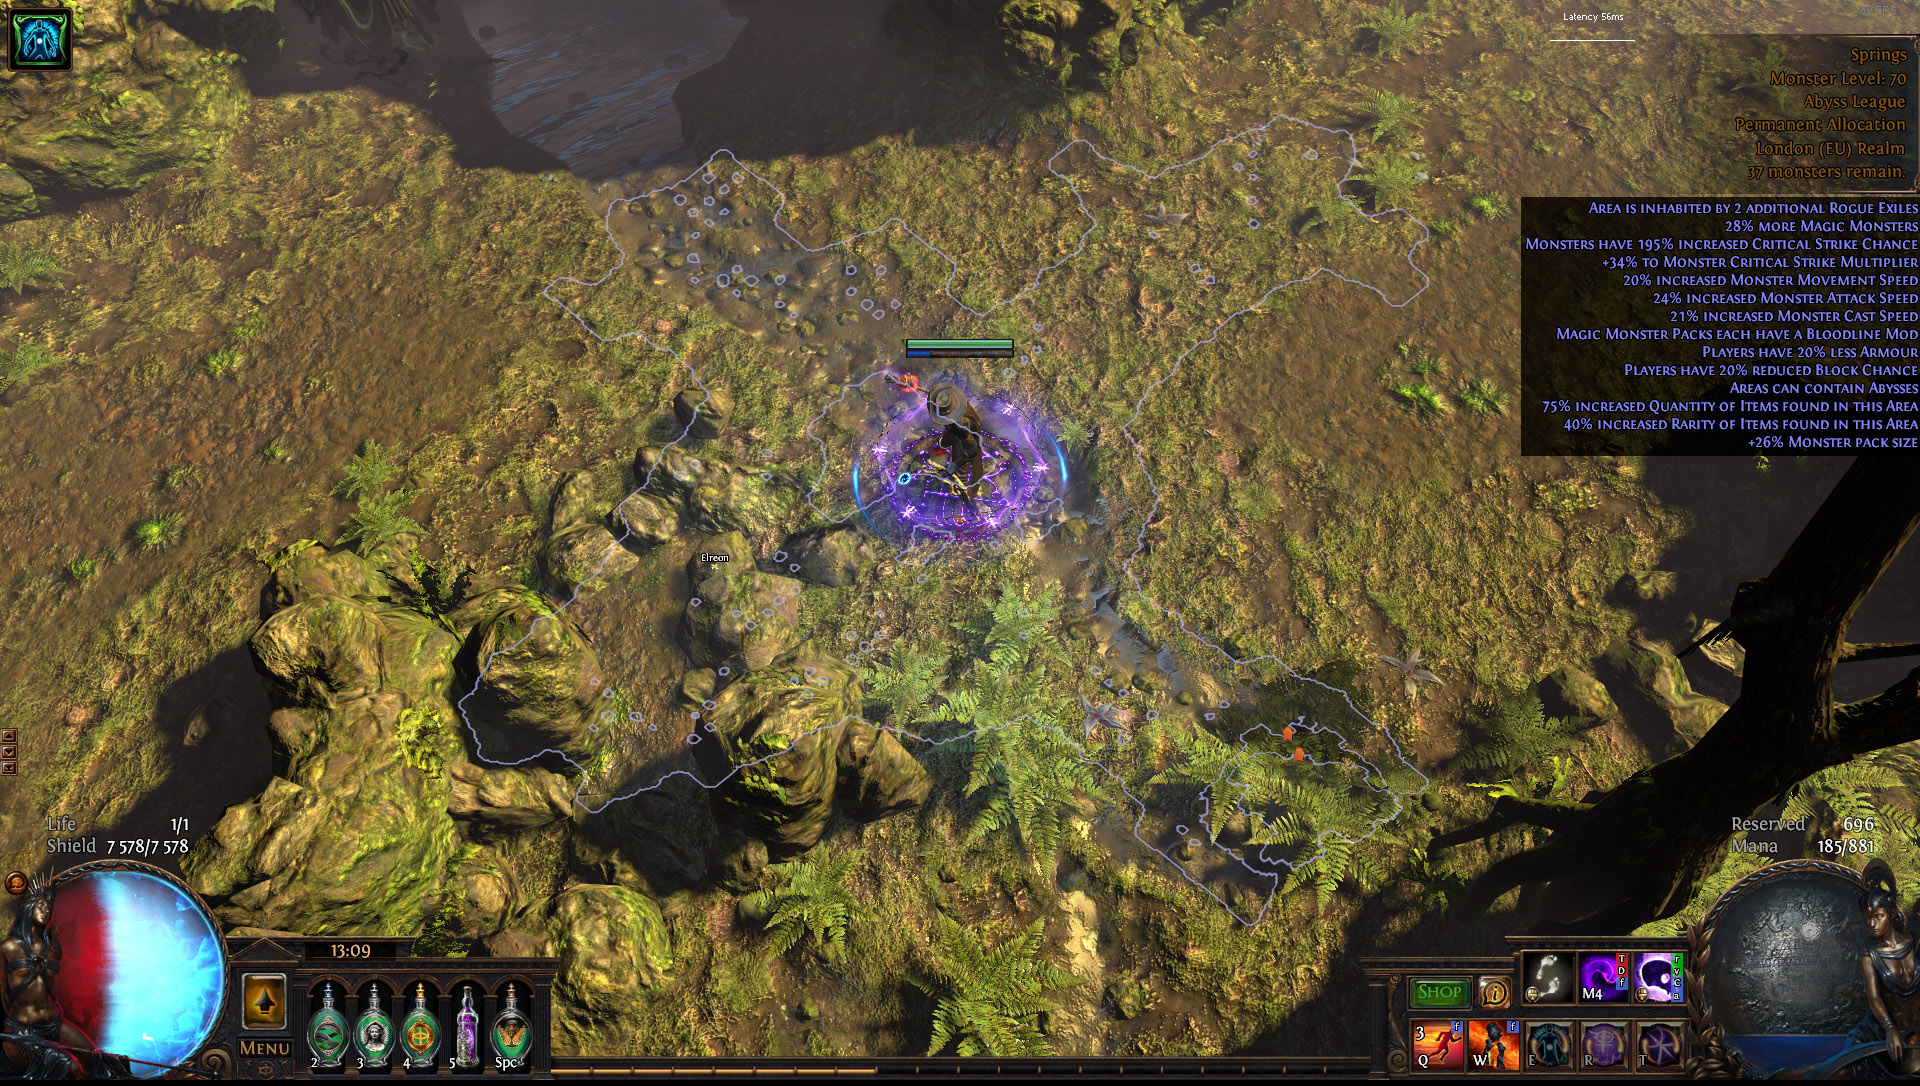 Latency 56ms
Springs
Monster Level: 70
Abyss League
Permanent Allocation
London (EU) Realm
37 monsters remain.
Area is inhabited by 2 additional Rogue Exiles
28% more Magic Monsters
Monsters have 195% increased Critical Strike Chance
+34% to Monster Critical Strike Multiplier
20% increased Monster Movement Speed
24% increased Monster Attack Speed
21% increased Monster Cast Speed
Magic Monster Packs each have a Bloodline Mod
Players have 20% less Armour
Players have 20% reduced Block Chance
Areas can contain Abysses
75% increased Quantity of Items found in this Area
40% increased Rarity of Items found in this Area
+26% Monster pack size
Elreon
Life 1/1
Shield 7 578/7 578
Reserved 696
Mana 185/881
13:09
Menu
2 3 4 5 Spc
Shop
M4
T
D
f
r
v
C
a
3
Q
f
W
f
E
R
T